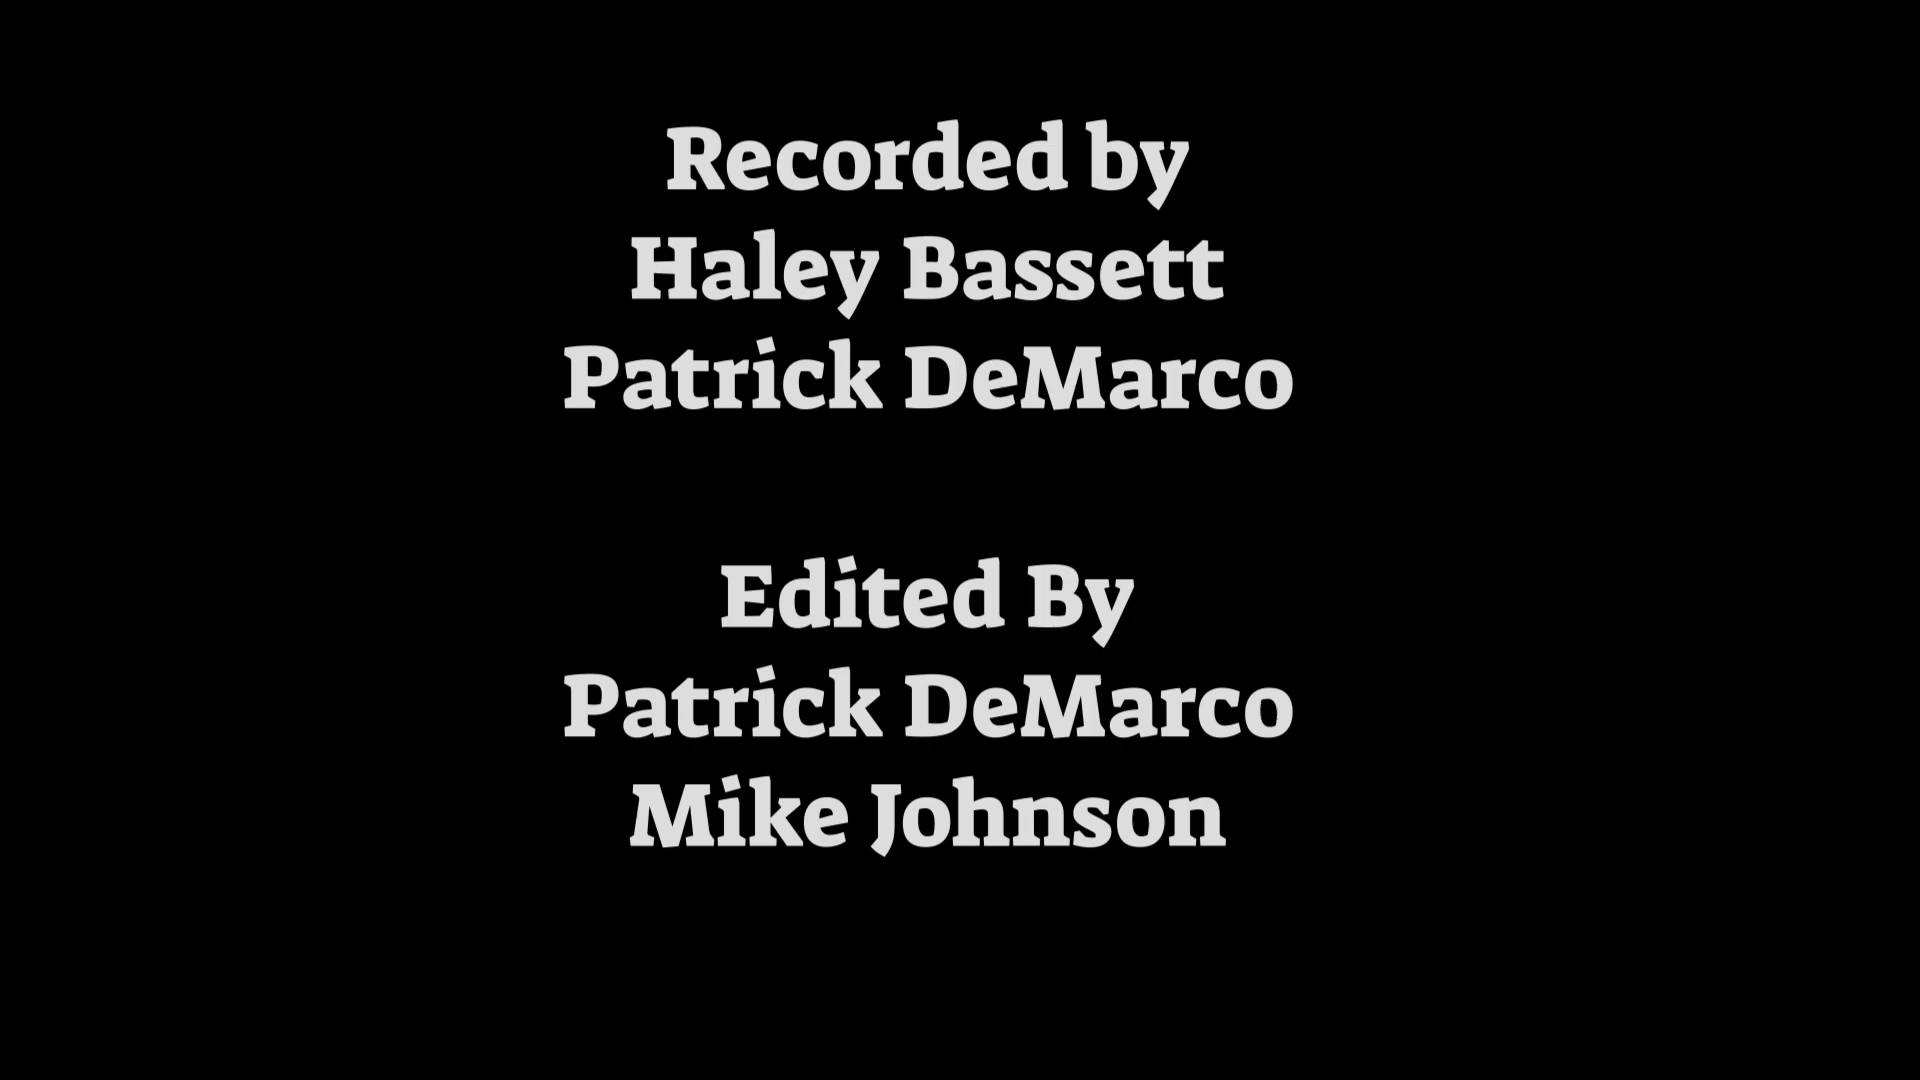 Recorded by
Haley Bassett
Patrick DeMarco
Edited By
Patrick DeMarco
Mike Johnson